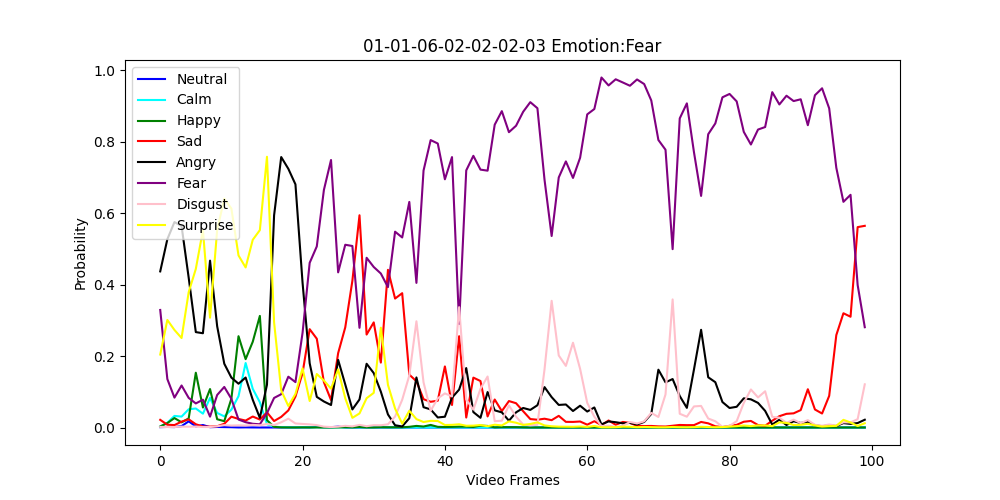 01-01-06-02-02-02-03 Emotion:Fear
1.0
0.8
0.6
0.4
0.2
0.0
Probability
Neutral
Calm
Happy
Sad
Angry
Fear
Disgust
Surprise
0 20 40 60 80 100
Video Frames